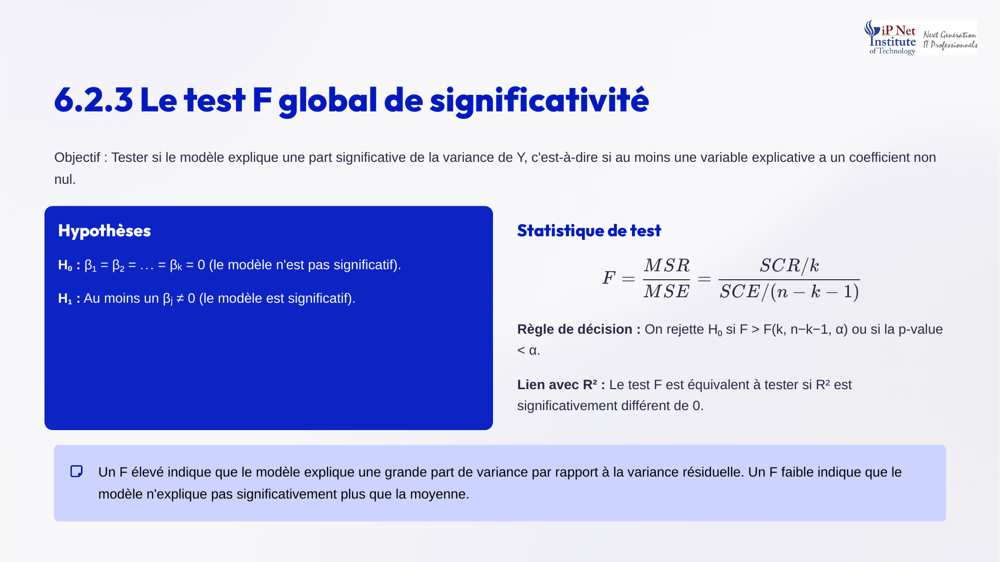 iP Net
Institute
of Technology
Next Generation
IT Professionnels
6.2.3 Le test F global de significativité
Objectif : Tester si le modèle explique une part significative de la variance de Y, c'est-à-dire si au moins une variable explicative a un coefficient non
nul.
Hypothèses
H₀ : β₁ = β₂ = … = βₖ = 0 (le modèle n'est pas significatif).
H₁ : Au moins un βⱼ ≠ 0 (le modèle est significatif).
Statistique de test
F = MSR/MSE = (SCR/k)/(SCE/(n − k − 1))
Règle de décision : On rejette H₀ si F > F(k, n−k−1, α) ou si la p-value
< α.
Lien avec R² : Le test F est équivalent à tester si R² est
significativement différent de 0.
Un F élevé indique que le modèle explique une grande part de variance par rapport à la variance résiduelle. Un F faible indique que le
modèle n'explique pas significativement plus que la moyenne.